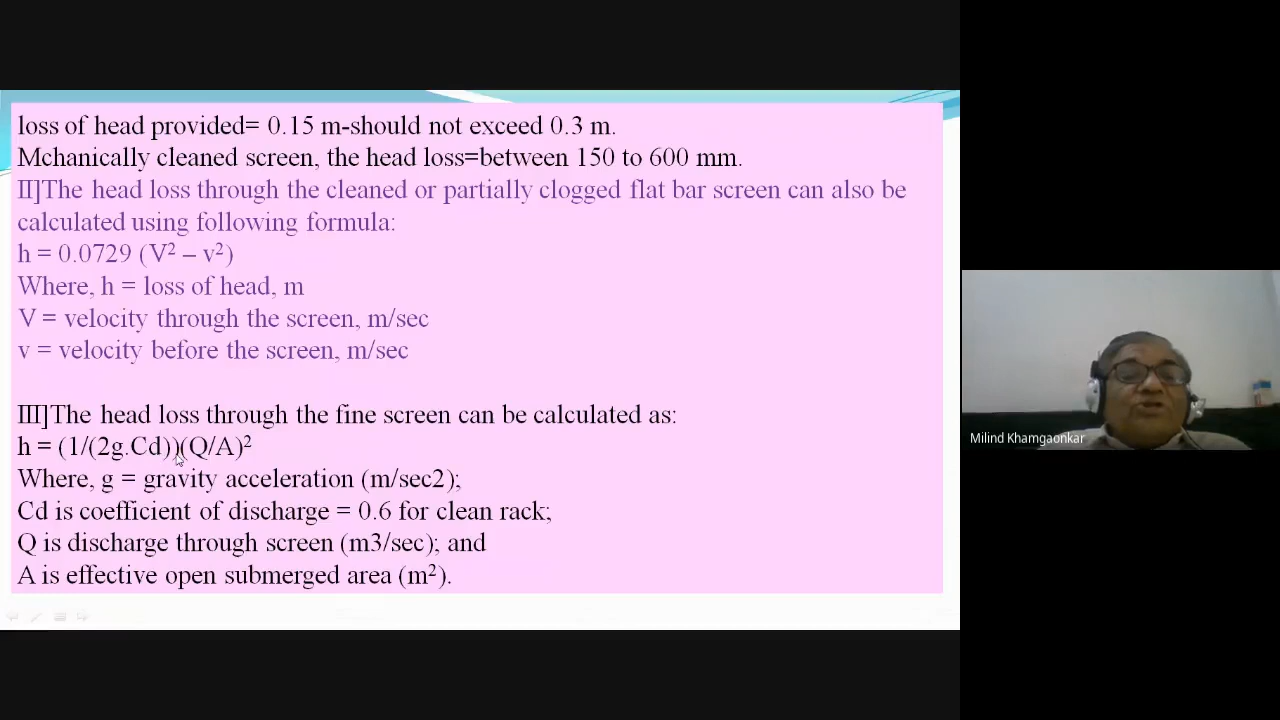 loss of head provided= 0.15 m-should not exceed 0.3 m.
Mchanically cleaned screen, the head loss=between 150 to 600 mm.
II]The head loss through the cleaned or partially clogged flat bar screen can also be
calculated using following formula:
h = 0.0729 (V² – v²)
Where, h = loss of head, m
V = velocity through the screen, m/sec
v = velocity before the screen, m/sec
III]The head loss through the fine screen can be calculated as:
h = (1/(2g.Cd))(Q/A)²
Where, g = gravity acceleration (m/sec2);
Cd is coefficient of discharge = 0.6 for clean rack;
Q is discharge through screen (m3/sec); and
A is effective open submerged area (m²).
Milind Khamgaonkar